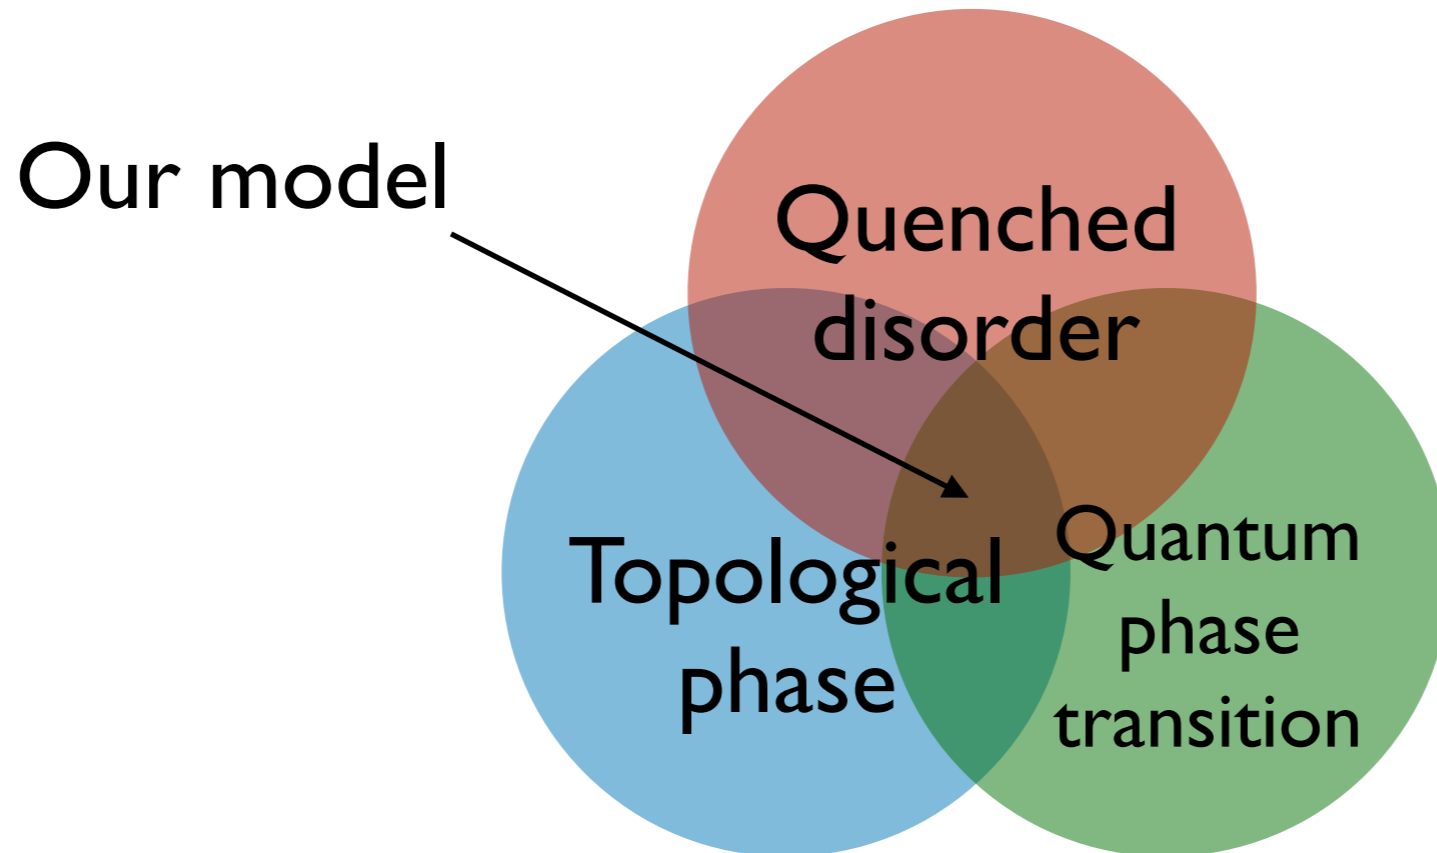 Our model
Quenched
disorder
Topological
phase
Quantum
phase
transition